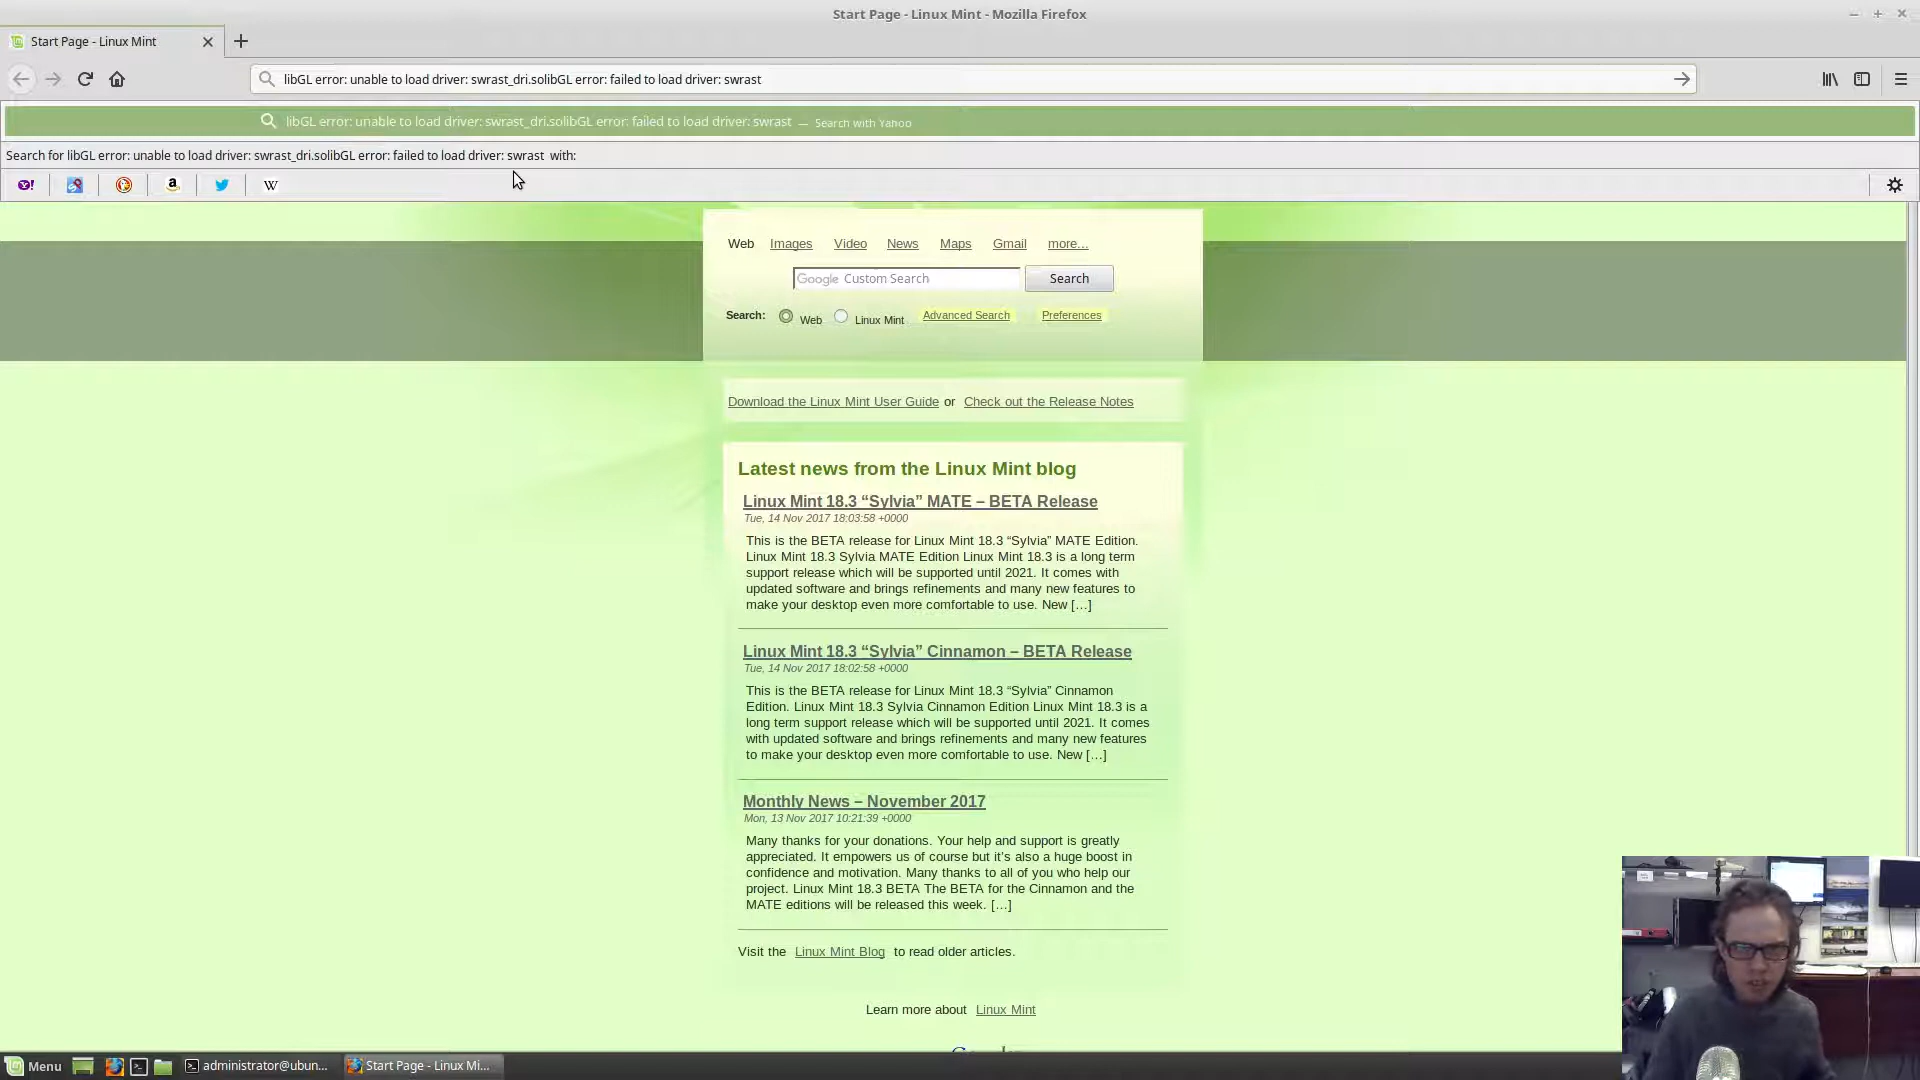 Start Page - Linux Mint - Mozilla Firefox
Start Page - Linux Mint
libGL error: unable to load driver: swrast_dri.solibGL error: failed to load driver: swrast
libGL error: unable to load driver: swrast_dri.solibGL error: failed to load driver: swrast — Search with Yahoo
Search for libGL error: unable to load driver: swrast_dri.solibGL error: failed to load driver: swrast with:
Y! a W
Web Images Video News Maps Gmail more...
Google Custom Search Search
Search: Web Linux Mint Advanced Search Preferences
Download the Linux Mint User Guide or Check out the Release Notes
Latest news from the Linux Mint blog
Linux Mint 18.3 “Sylvia” MATE – BETA Release
Tue, 14 Nov 2017 18:03:58 +0000
This is the BETA release for Linux Mint 18.3 “Sylvia” MATE Edition.
Linux Mint 18.3 Sylvia MATE Edition Linux Mint 18.3 is a long term
support release which will be supported until 2021. It comes with
updated software and brings refinements and many new features to
make your desktop even more comfortable to use. New […]
Linux Mint 18.3 “Sylvia” Cinnamon – BETA Release
Tue, 14 Nov 2017 18:02:58 +0000
This is the BETA release for Linux Mint 18.3 “Sylvia” Cinnamon
Edition. Linux Mint 18.3 Sylvia Cinnamon Edition Linux Mint 18.3 is a
long term support release which will be supported until 2021. It comes
with updated software and brings refinements and many new features
to make your desktop even more comfortable to use. New […]
Monthly News – November 2017
Mon, 13 Nov 2017 10:21:39 +0000
Many thanks for your donations. Your help and support is greatly
appreciated. It empowers us of course but it’s also a huge boost in
confidence and motivation. Many thanks to all of you who help our
project. Linux Mint 18.3 BETA The BETA for the Cinnamon and the
MATE editions will be released this week. […]
Visit the Linux Mint Blog to read older articles.
Learn more about Linux Mint
Menu administrator@ubun... Start Page - Linux Mi...